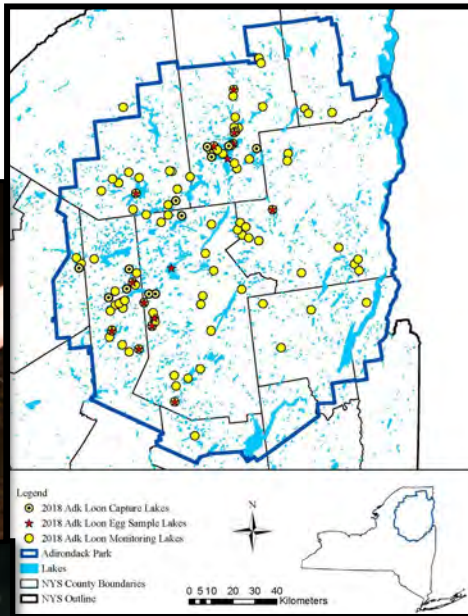 Legend
2018 Adk Loon Capture Lakes
2018 Adk Loon Egg Sample Lakes
2018 Adk Loon Monitoring Lakes
Adirondack Park
Lakes
NYS County Boundaries
NYS Outline
N
0 5 10 20 30 40
Kilometers